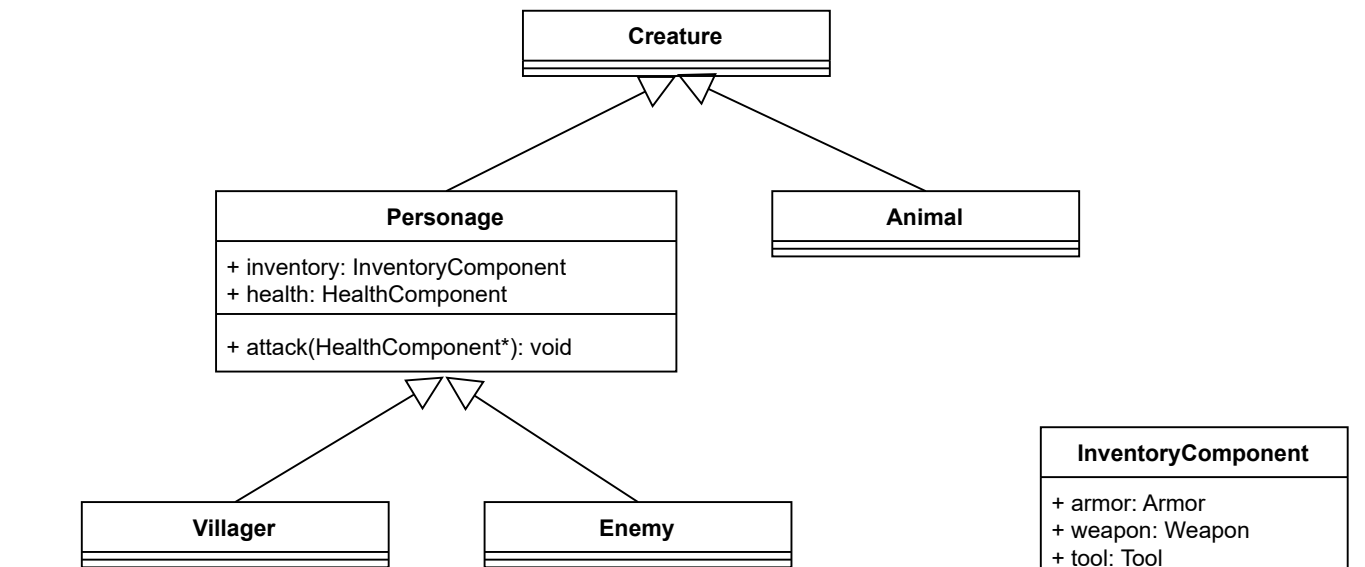 Creature
Personage
Animal
+ inventory: InventoryComponent
+ health: HealthComponent
+ attack(HealthComponent*): void
InventoryComponent
+ armor: Armor
+ weapon: Weapon
+ tool: Tool
Villager
Enemy